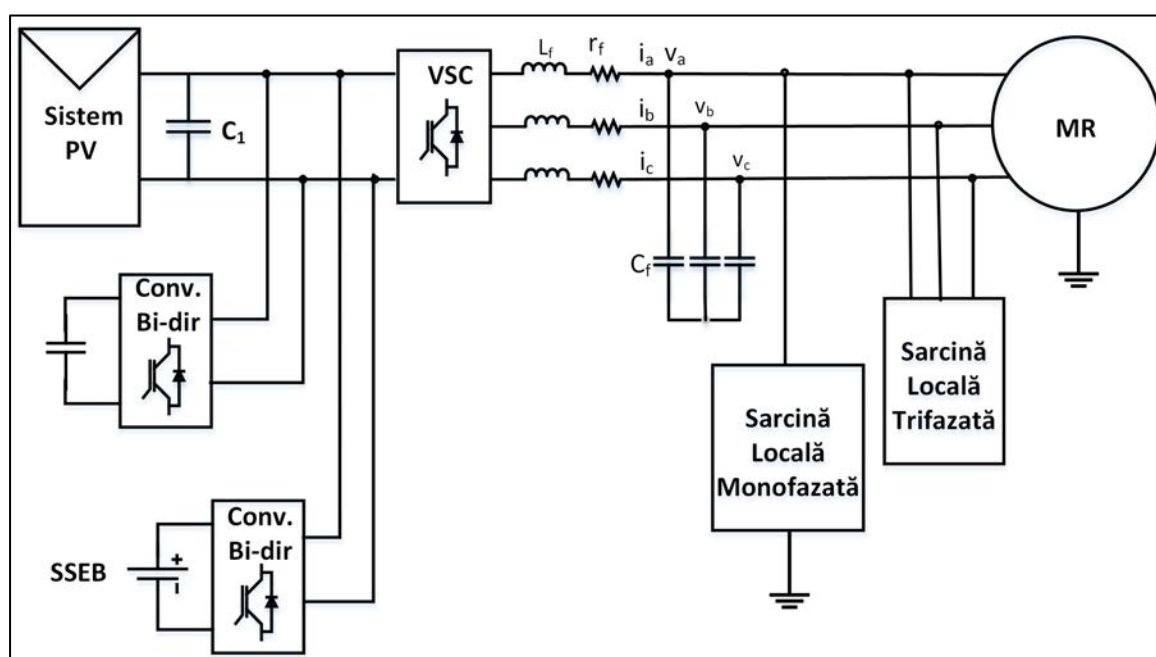 Sistem
PV
C1
VSC
Lf
rf
ia va
ib
vb
ic
vc
MR
Cf
Conv.
Bi-dir
Sarcină
Locală
Monofazată
Sarcină
Locală
Trifazată
SSEB
+
Conv.
Bi-dir